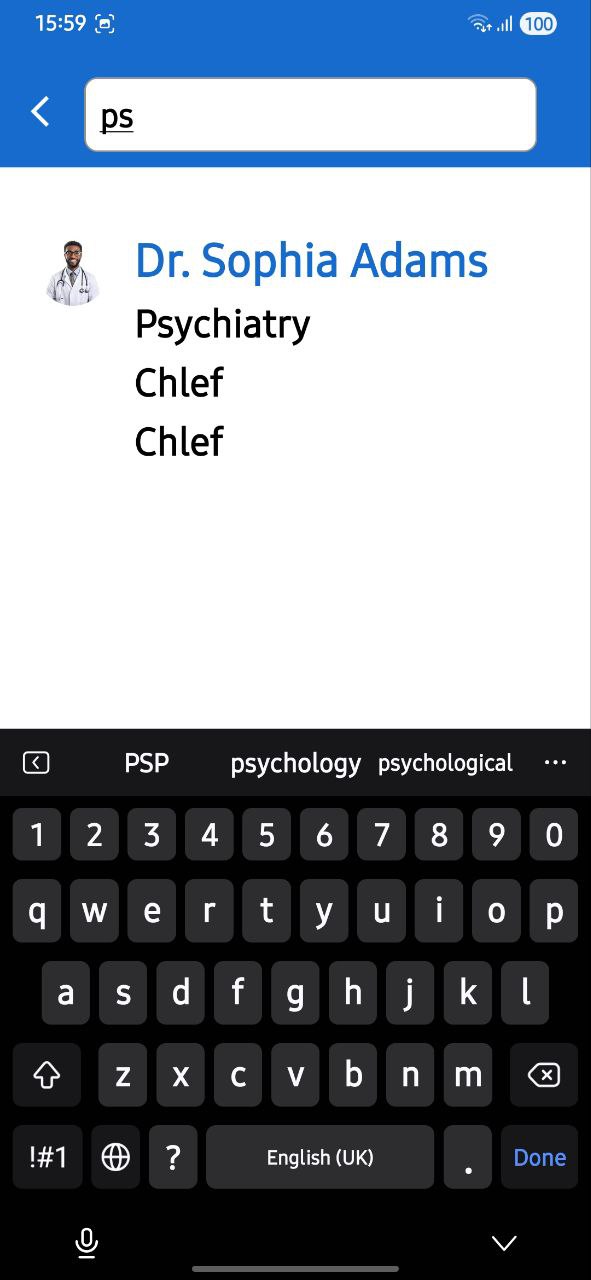 15:59
100
ps
Dr. Sophia Adams
Psychiatry
Chlef
Chlef
PSP psychology psychological ...
1 2 3 4 5 6 7 8 9 0
q w e r t y u i o p
a s d f g h j k l
z x c v b n m
!#1 ? English (UK) . Done